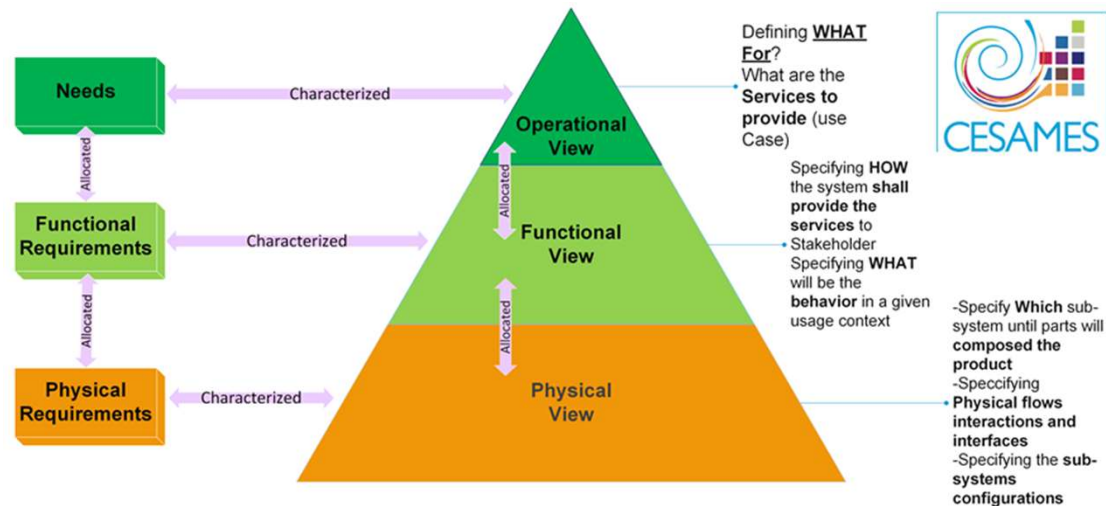 Needs
Allocated
Functional
Requirements
Allocated
Physical
Requirements
Characterized
Characterized
Characterized
Operational
View
Allocated
Functional
View
Allocated
Physical
View
Defining WHAT
For?
What are the
Services to
provide (use
Case)
CESAMES
Specifying HOW
the system shall
provide the
services to
Stakeholder
Specifying WHAT
will be the
behavior in a given
usage context
-Specify Which sub-
system until parts will
composed the
product
-Speccifying
Physical flows
interactions and
interfaces
-Specifying the sub-
systems
configurations